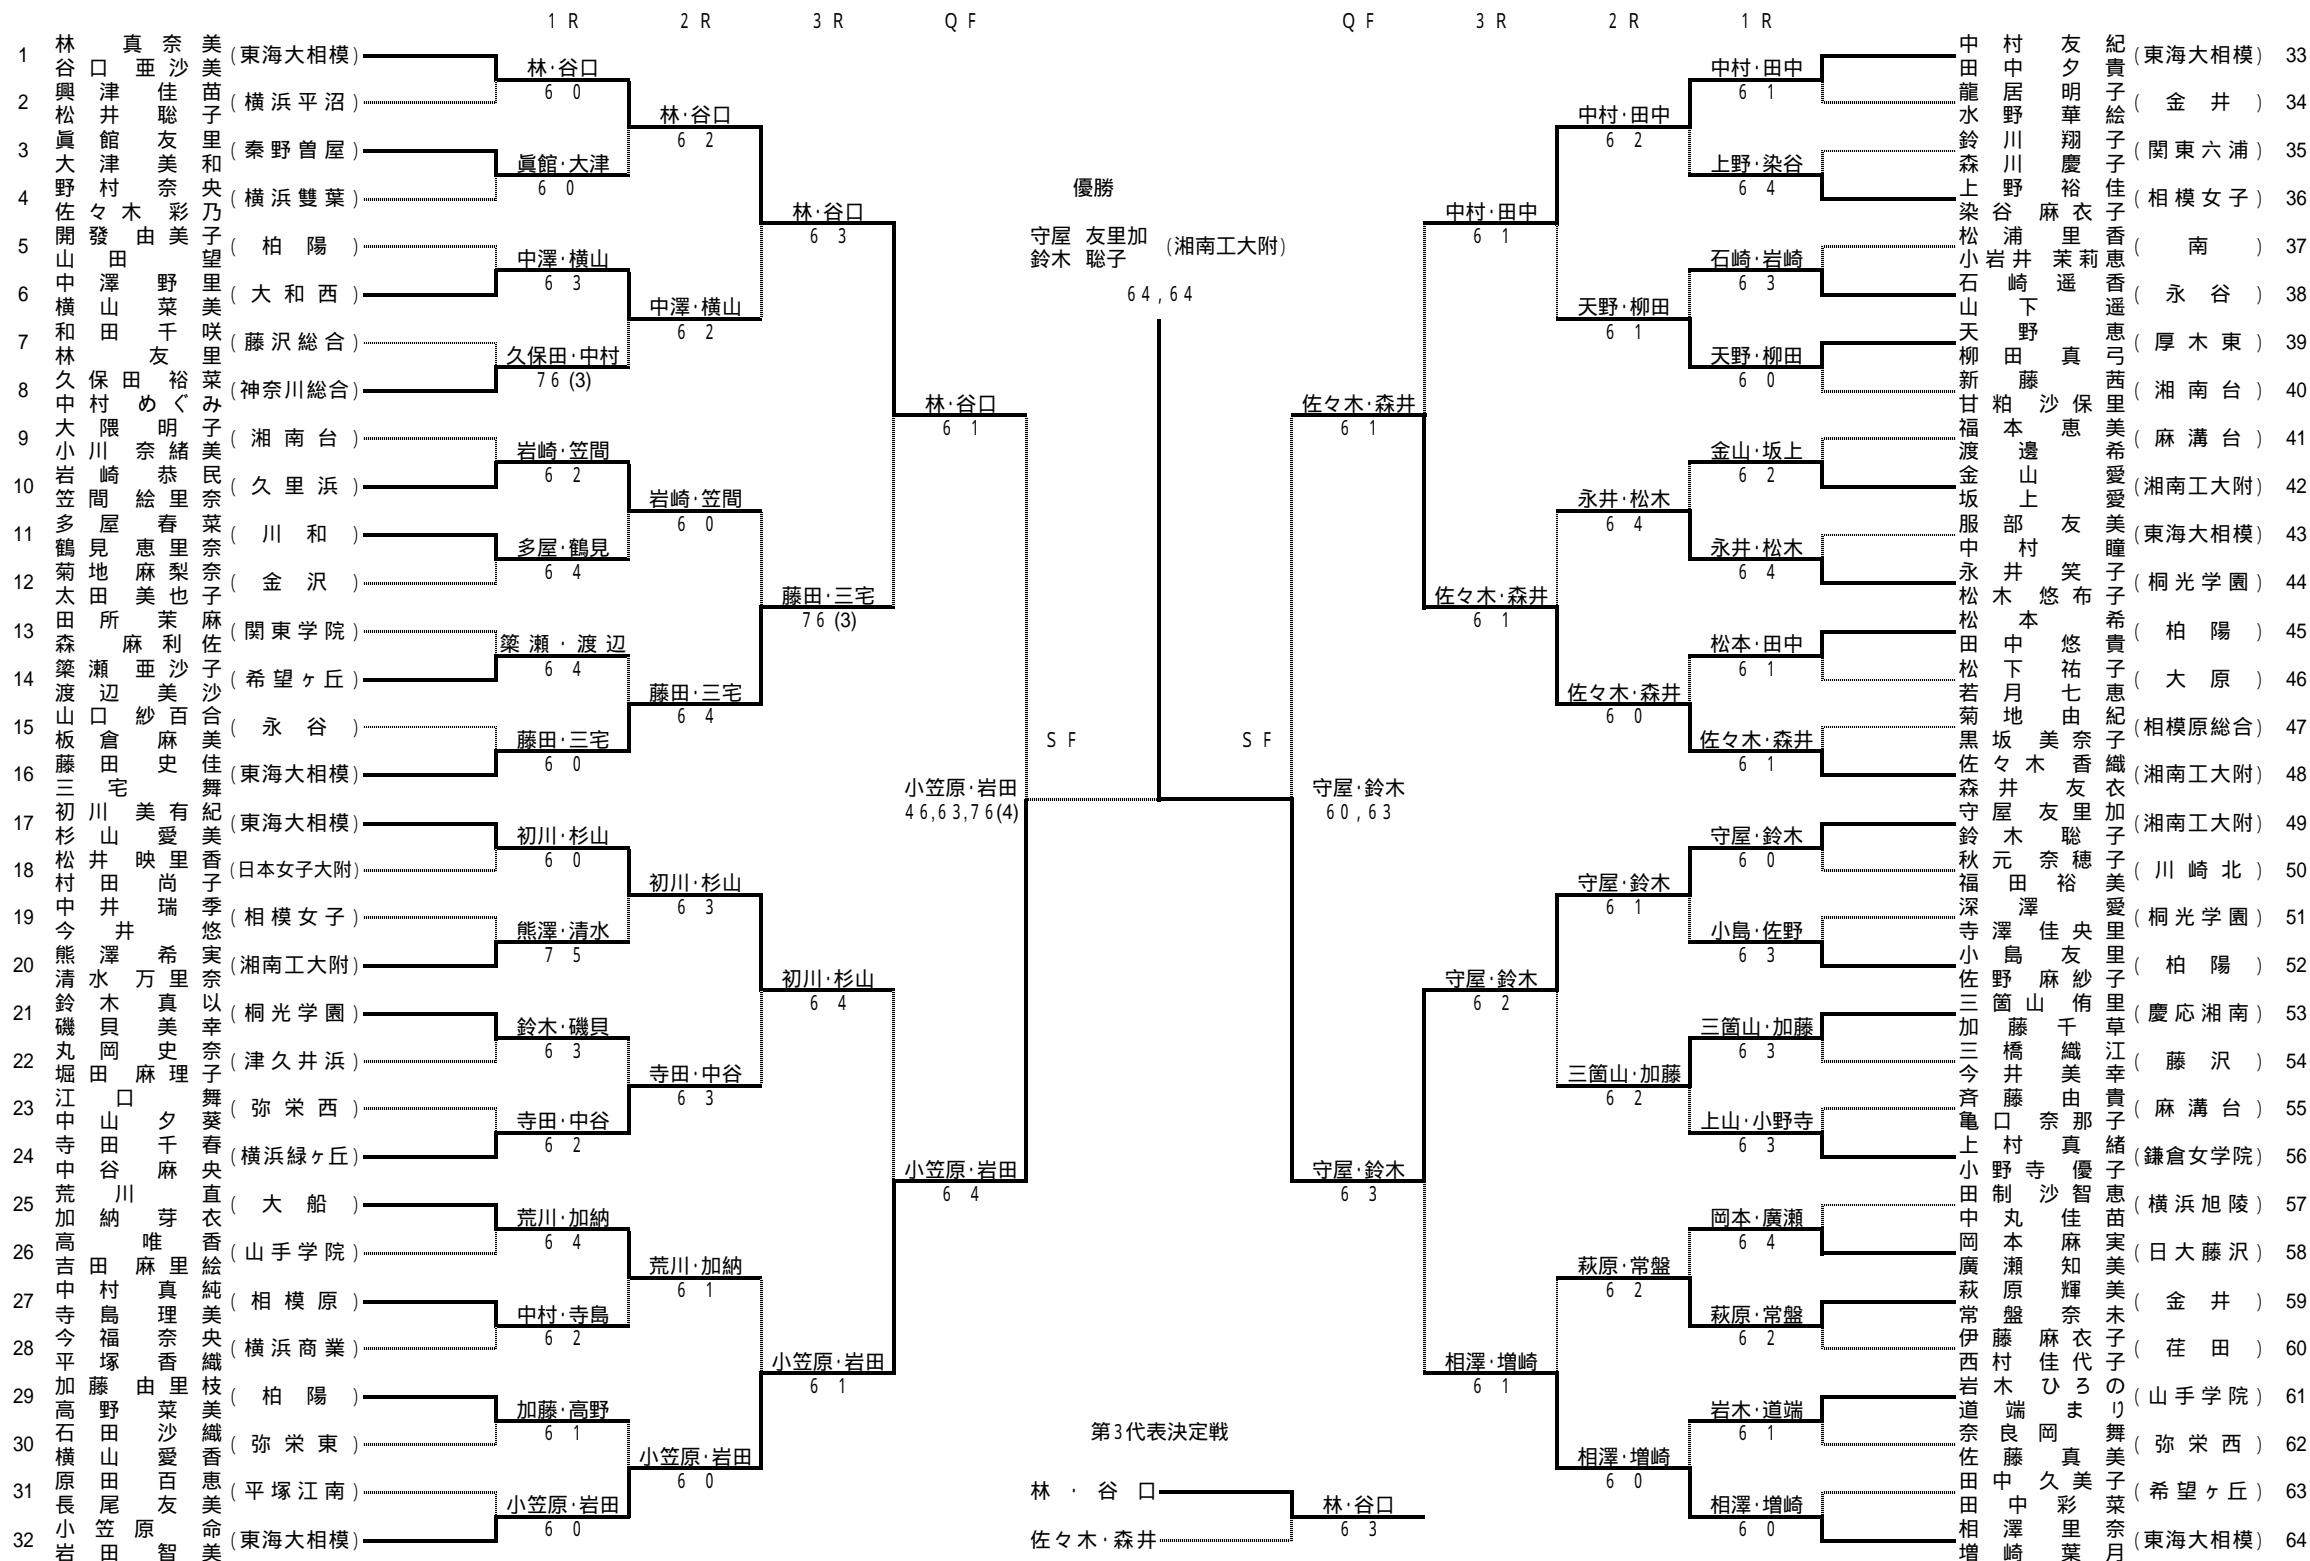 1 R 2 R 3 R Q F Q F 3 R 2 R 1 R
1 林 真奈美 谷口 亜沙美 (東海大相模)
2 興津 佳苗 松井 聡子 (横浜平沼)
3 眞館 友里 大津 美和 (秦野曽屋)
4 野村 奈央 佐々木 彩乃 (横浜雙葉)
5 開發 由美子 山田 望 (柏陽)
6 中澤 野里 横山 菜美 (大和西)
7 和田 千咲 林 友里 (藤沢総合)
8 久保田 裕菜 中村 めぐみ (神奈川総合)
9 大隈 明子 小川 奈緒美 (湘南台)
10 岩崎 恭民 笠間 絵里奈 (久里浜)
11 多屋 春菜 鶴見 恵里奈 (川和)
12 菊地 麻梨奈 太田 美也子 (金沢)
13 田所 茉麻 森 麻利佐 (関東学院)
14 簗瀬 亜沙子 渡辺 美沙 (希望ヶ丘)
15 山口 紗百合 板倉 麻美 (永谷)
16 藤田 史佳 三宅 舞 (東海大相模)
17 初川 美有紀 杉山 愛美 (東海大相模)
18 松井 映里香 村田 尚子 (日本女子大附)
19 中井 瑞季 今井 悠 (相模女子)
20 熊澤 希実 清水 万里奈 (湘南工大附)
21 鈴木 真以 磯貝 美幸 (桐光学園)
22 丸岡 史奈 堀田 麻理子 (津久井浜)
23 江口 舞 中山 夕葵 (弥栄西)
24 寺田 千春 中谷 麻央 (横浜緑ヶ丘)
25 荒川 直 加納 芽衣 (大船)
26 高 唯香 吉田 麻里絵 (山手学院)
27 中村 真純 寺島 理美 (相模原)
28 今福 奈央 平塚 香織 (横浜商業)
29 加藤 由里枝 高野 菜美 (柏陽)
30 石田 沙織 横山 愛香 (弥栄東)
31 原田 百恵 長尾 友美 (平塚江南)
32 小笠原 命 岩田 智美 (東海大相模)
林·谷口 6 0
眞館·大津 6 0
中澤·横山 6 3
久保田·中村 7 6 (3)
岩崎·笠間 6 2
多屋·鶴見 6 4
簗瀬·渡辺 6 4
藤田·三宅 6 0
初川·杉山 6 0
熊澤·清水 7 5
鈴木·磯貝 6 3
寺田·中谷 6 2
荒川·加納 6 4
中村·寺島 6 2
加藤·高野 6 1
小笠原·岩田 6 0
林·谷口 6 2
中澤·横山 6 2
岩崎·笠間 6 0
藤田·三宅 6 4
初川·杉山 6 3
寺田·中谷 6 3
荒川·加納 6 1
小笠原·岩田 6 0
林·谷口 6 3
藤田·三宅 7 6 (3)
初川·杉山 6 4
小笠原·岩田 6 1
林·谷口 6 1
小笠原·岩田 6 4
S F
小笠原·岩田 4 6,6 3,7 6(4)
優勝
守屋 友里加
鈴木 聡子
(湘南工大附)
6 4 , 6 4
S F
守屋·鈴木 6 0 , 6 3
佐々木·森井 6 1
守屋·鈴木 6 3
中村·田中 6 1
佐々木·森井 6 1
守屋·鈴木 6 2
相澤·増崎 6 1
中村·田中 6 2
天野·柳田 6 1
永井·松木 6 4
佐々木·森井 6 0
守屋·鈴木 6 1
三箇山·加藤 6 2
萩原·常盤 6 2
相澤·増崎 6 0
中村·田中 6 1
上野·染谷 6 4
石崎·岩崎 6 3
天野·柳田 6 0
金山·坂上 6 2
永井·松木 6 4
松本·田中 6 1
佐々木·森井 6 1
守屋·鈴木 6 0
小島·佐野 6 3
三箇山·加藤 6 3
上山·小野寺 6 3
岡本·廣瀬 6 4
萩原·常盤 6 2
岩木·道端 6 1
相澤·増崎 6 0
中村 友紀 田中 夕貴 (東海大相模) 33
龍居 明子 水野 華絵 (金井) 34
鈴川 翔子 森川 慶子 (関東六浦) 35
上野 裕佳 染谷 麻衣子 (相模女子) 36
松浦 里香 小岩井 茉莉恵 (南) 37
石崎 遥香 山下 遥 (永谷) 38
天野 恵 柳田 真弓 (厚木東) 39
新藤 茜 甘粕 沙保里 (湘南台) 40
福本 恵美 渡邊 希 (麻溝台) 41
金山 愛 坂上 愛 (湘南工大附) 42
服部 友美 中村 瞳 (東海大相模) 43
永井 笑子 松木 悠布子 (桐光学園) 44
松本 希 田中 悠貴 (柏陽) 45
松下 祐子 若月 七恵 (大原) 46
菊地 由紀 黒坂 美奈子 (相模原総合) 47
佐々木 香織 森井 友衣 (湘南工大附) 48
守屋 友里加 鈴木 聡子 (湘南工大附) 49
秋元 奈穂子 福田 裕美 (川崎北) 50
深澤 愛 寺澤 佳央里 (桐光学園) 51
小島 友里 佐野 麻紗子 (柏陽) 52
三箇山 侑里 加藤 千草 (慶応湘南) 53
三橋 織江 今井 美幸 (藤沢) 54
斉藤 由貴 亀口 奈那子 (麻溝台) 55
上村 真緒 小野寺 優子 (鎌倉女学院) 56
田制 沙智恵 中丸 佳苗 (横浜旭陵) 57
岡本 麻実 廣瀬 知美 (日大藤沢) 58
萩原 輝美 常盤 奈未 (金井) 59
伊藤 麻衣子 西村 佳代子 (荏田) 60
岩木 ひろの 道端 まり (山手学院) 61
奈良岡 舞 佐藤 真美 (弥栄西) 62
田中 久美子 田中 彩菜 (希望ヶ丘) 63
相澤 里奈 増崎 葉月 (東海大相模) 64
第3代表決定戦
林 · 谷 口
佐々木·森井
林·谷口
6 3